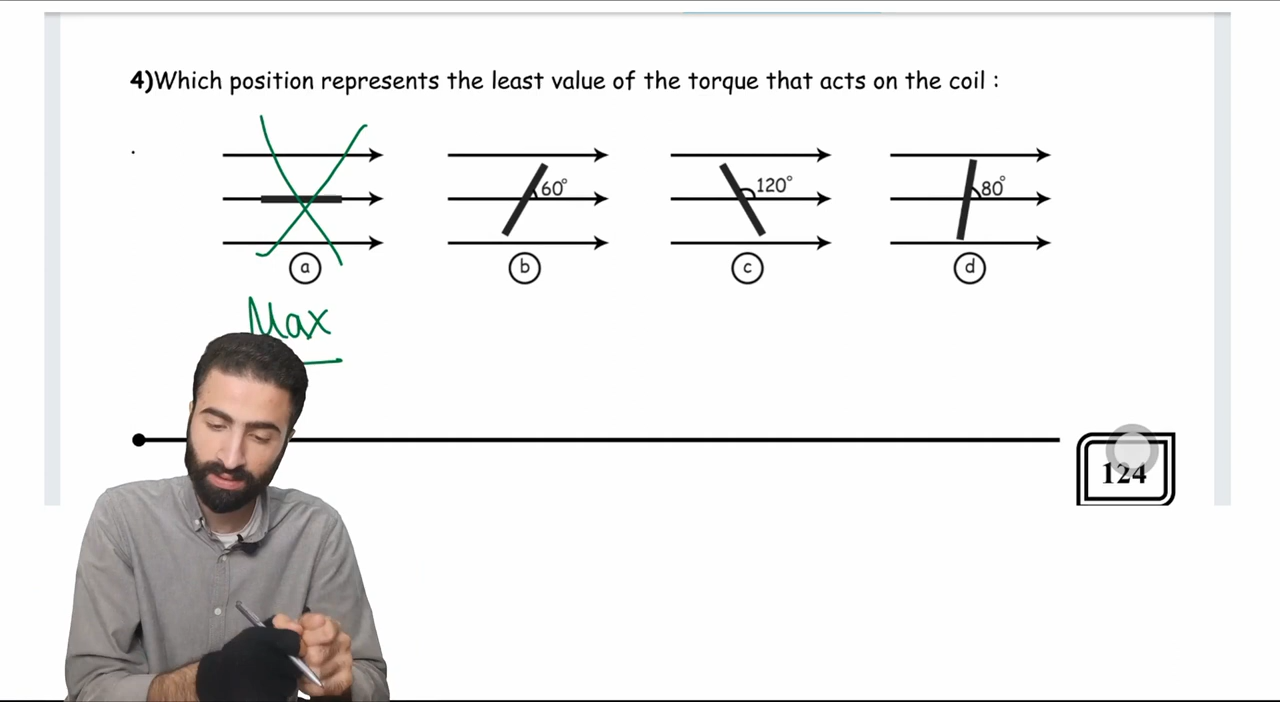 4)Which position represents the least value of the torque that acts on the coil :
60° 120° 80°
a b c d
Max
124